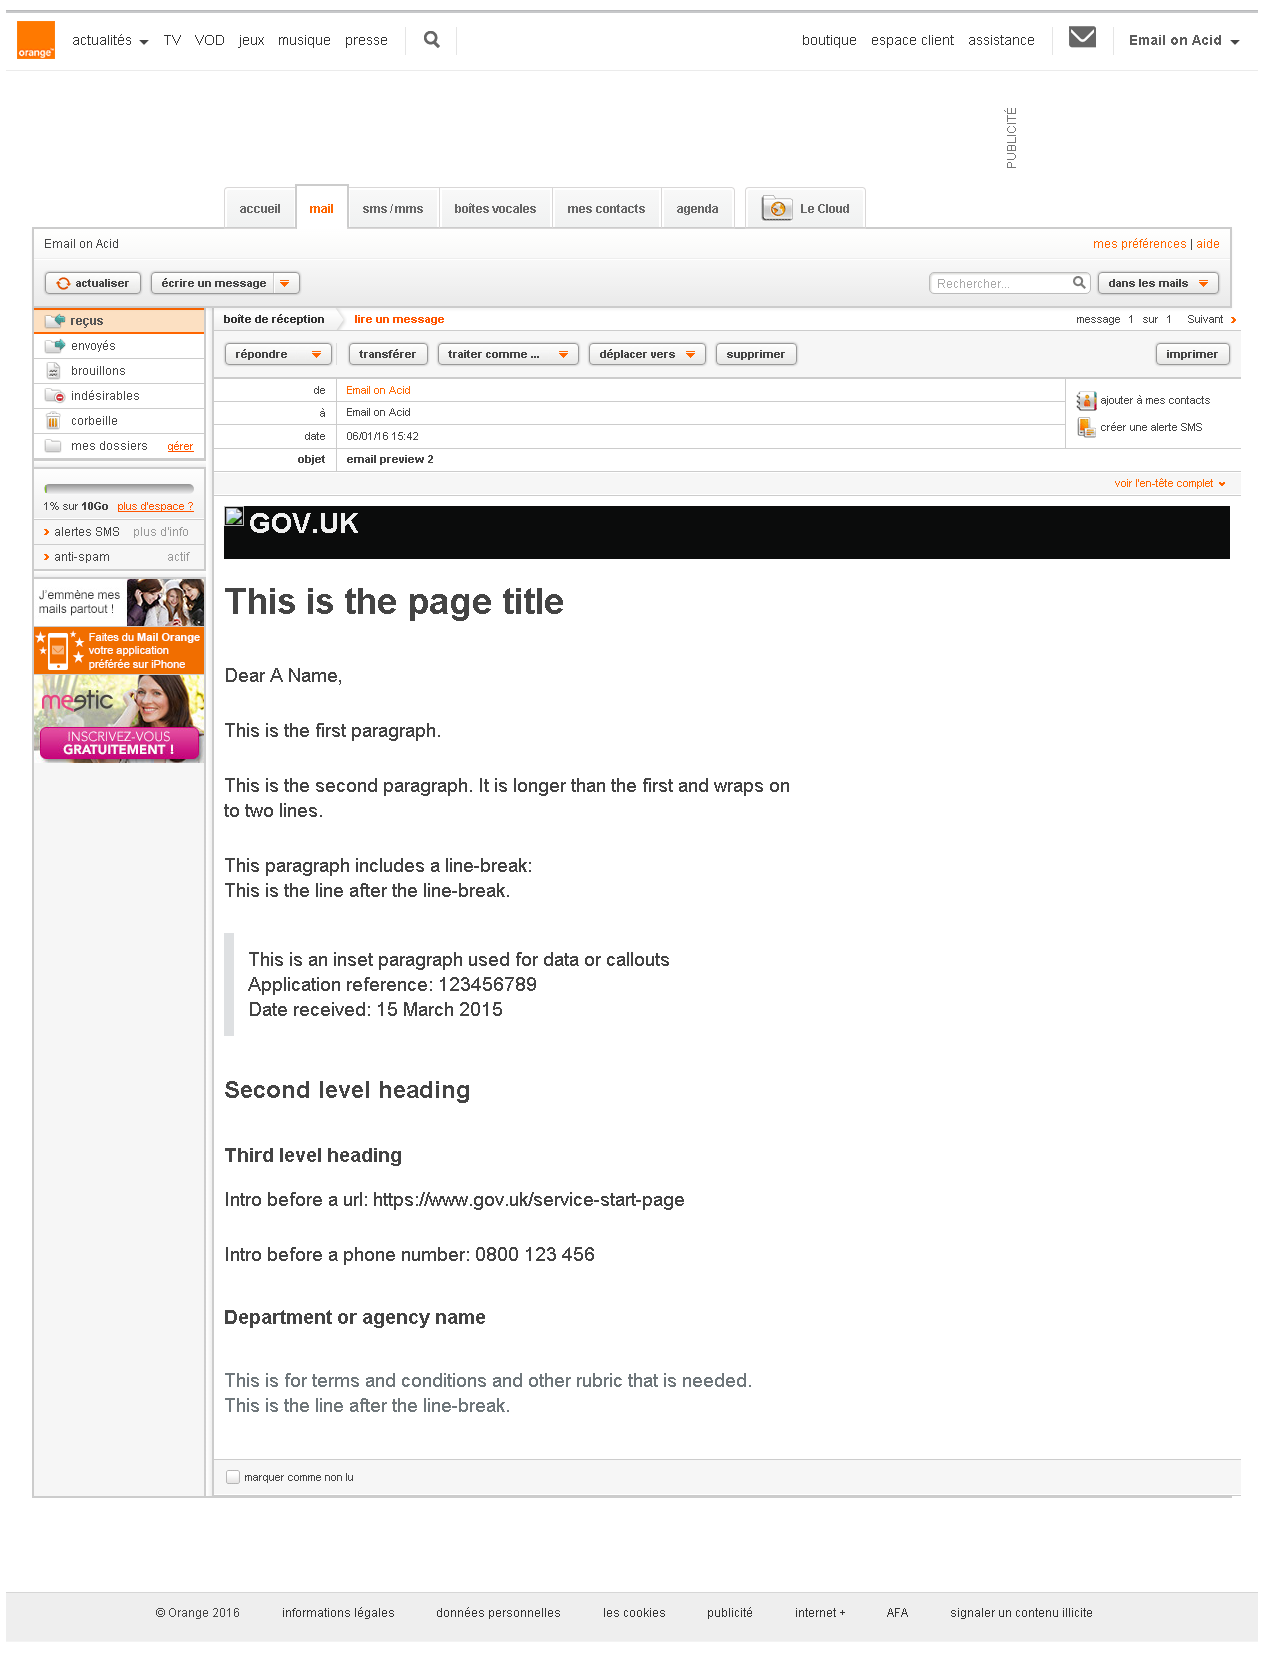 orange™
actualités TV VOD jeux musique presse boutique espace client assistance Email on Acid
PUBLICITÉ
accueil mail sms / mms boîtes vocales mes contacts agenda Le Cloud
Email on Acid mes préférences | aide
actualiser écrire un message Rechercher... dans les mails
reçus
envoyés
brouillons
indésirables
corbeille
mes dossiers gérer
1% sur 10Go plus d'espace ?
alertes SMS plus d'info
anti-spam actif
J'emmène mes
mails partout !
Faites du Mail Orange
votre application
préférée sur iPhone
meetic
INSCRIVEZ-VOUS
GRATUITEMENT !
boîte de réception lire un message message 1 sur 1 Suivant
répondre transférer traiter comme ... déplacer vers supprimer imprimer
de Email on Acid
à Email on Acid
date 06/01/16 15:42
objet email preview 2
ajouter à mes contacts
créer une alerte SMS
voir l'en-tête complet
GOV.UK
This is the page title
Dear A Name,
This is the first paragraph.
This is the second paragraph. It is longer than the first and wraps on
to two lines.
This paragraph includes a line-break:
This is the line after the line-break.
This is an inset paragraph used for data or callouts
Application reference: 123456789
Date received: 15 March 2015
Second level heading
Third level heading
Intro before a url: https://www.gov.uk/service-start-page
Intro before a phone number: 0800 123 456
Department or agency name
This is for terms and conditions and other rubric that is needed.
This is the line after the line-break.
marquer comme non lu
© Orange 2016 informations légales données personnelles les cookies publicité internet + AFA signaler un contenu illicite